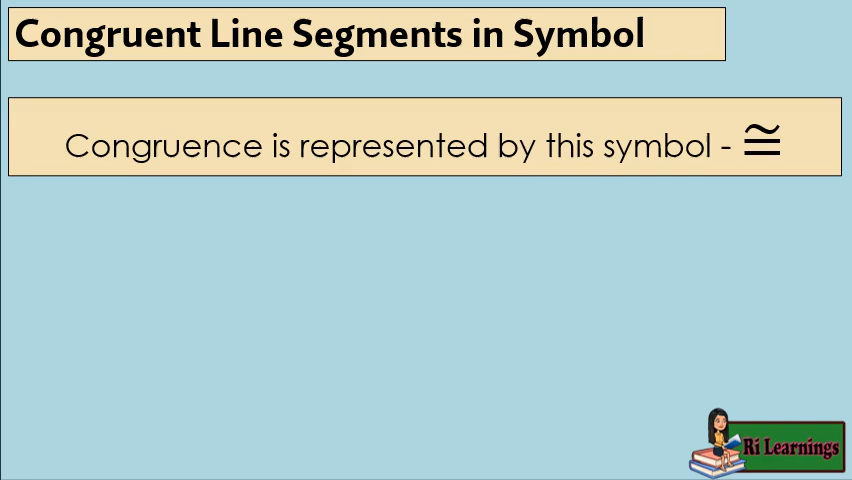 Congruent Line Segments in Symbol
Congruence is represented by this symbol - ≅
Ri Learnings